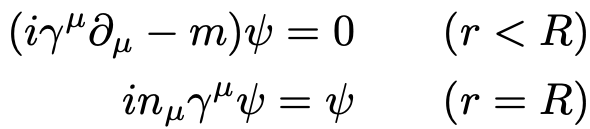 (iγ^μ∂_μ − m)ψ = 0 (r < R)
in_μγ^μψ = ψ (r = R)